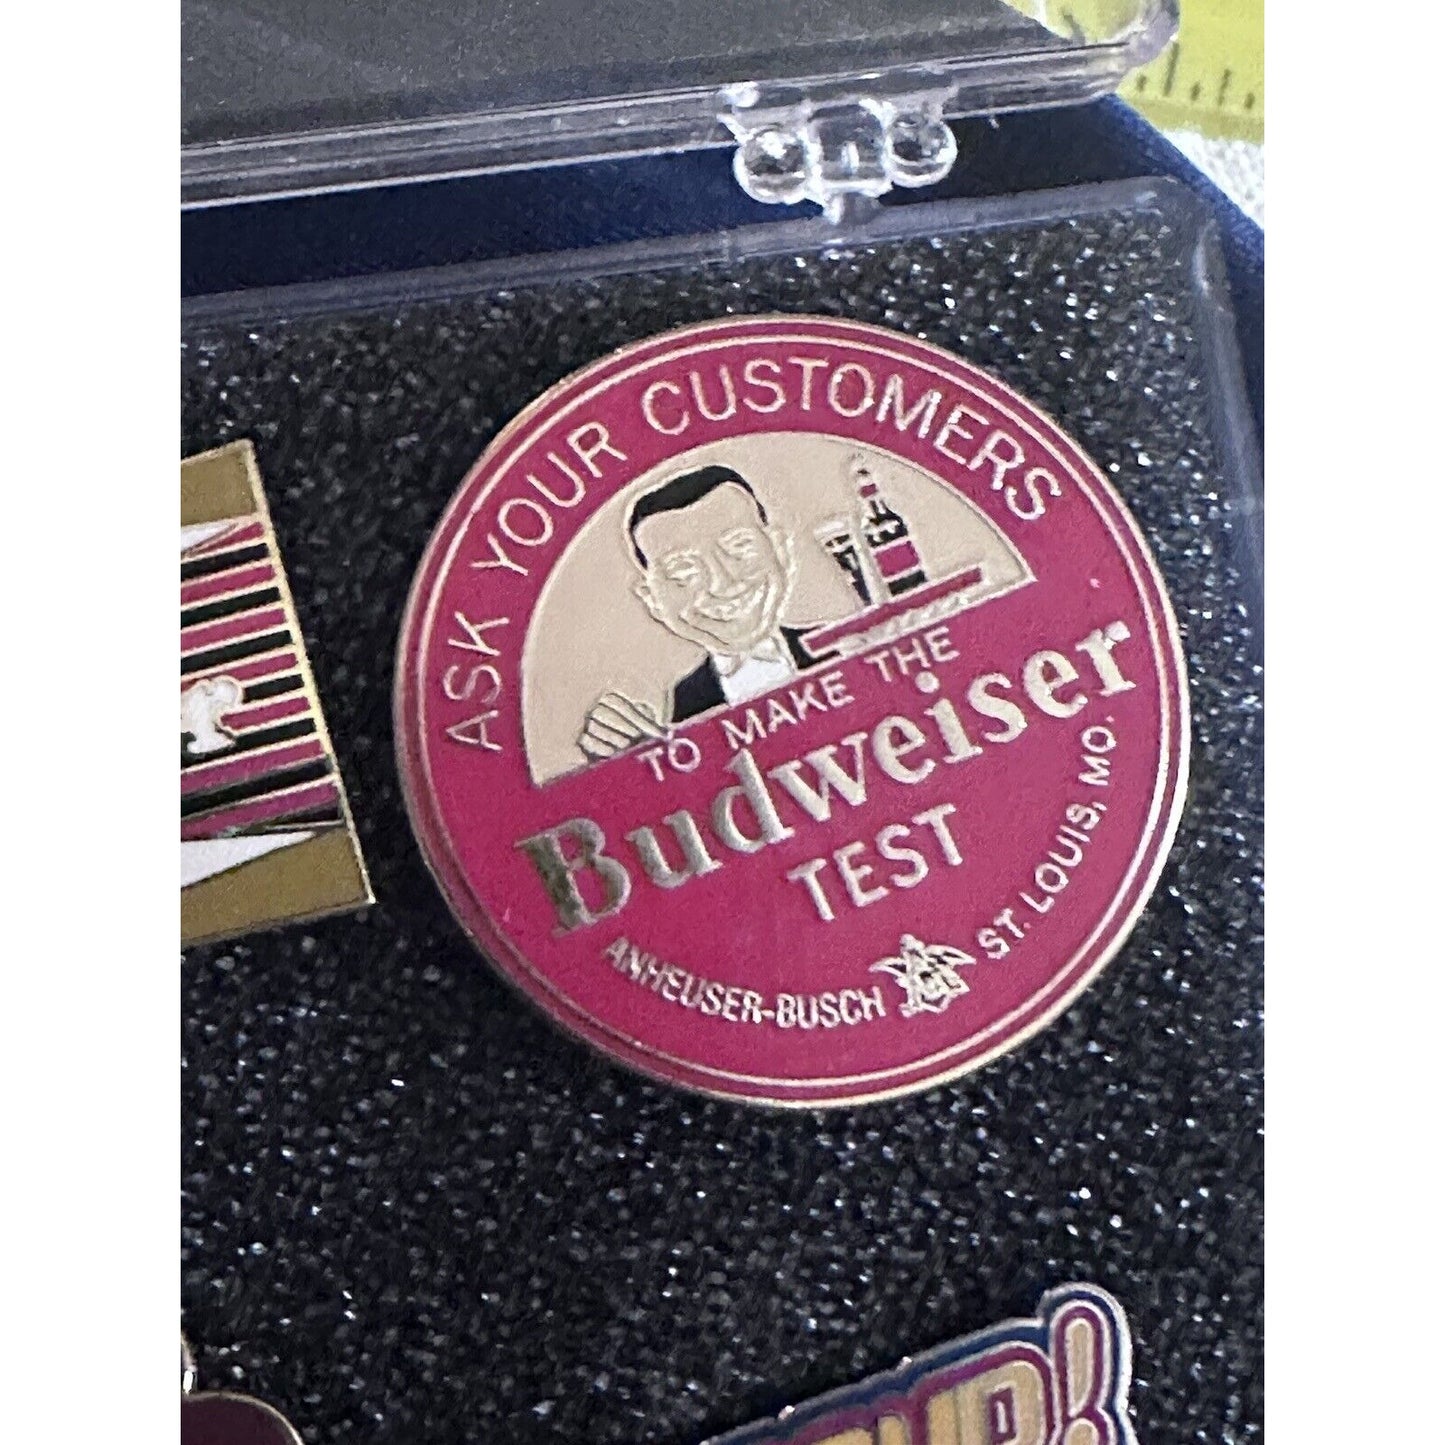 ASK YOUR CUSTOMERS
TO MAKE THE
Budweiser
TEST
ANHEUSER-BUSCH ST. LOUIS, MO.